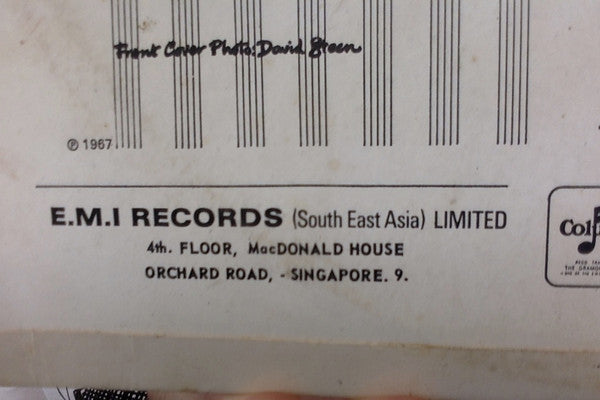 Front Cover Photo: David Steen
℗ 1967
E.M.I RECORDS (South East Asia) LIMITED
4th. FLOOR, MacDONALD HOUSE
ORCHARD ROAD, - SINGAPORE. 9.
Col